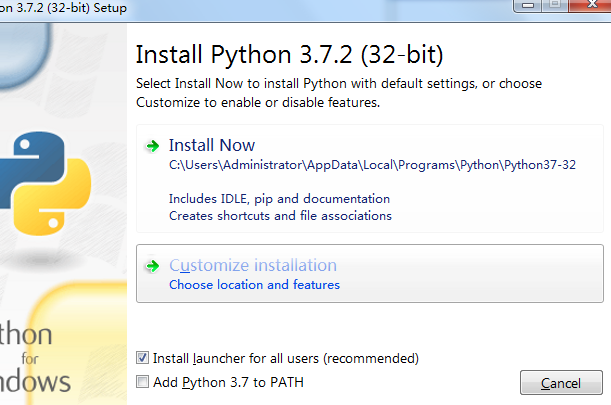 on 3.7.2 (32-bit) Setup
Install Python 3.7.2 (32-bit)
Select Install Now to install Python with default settings, or choose
Customize to enable or disable features.
Install Now
C:\Users\Administrator\AppData\Local\Programs\Python\Python37-32
Includes IDLE, pip and documentation
Creates shortcuts and file associations
Customize installation
Choose location and features
thon
for
ndows
Install launcher for all users (recommended)
Add Python 3.7 to PATH
Cancel